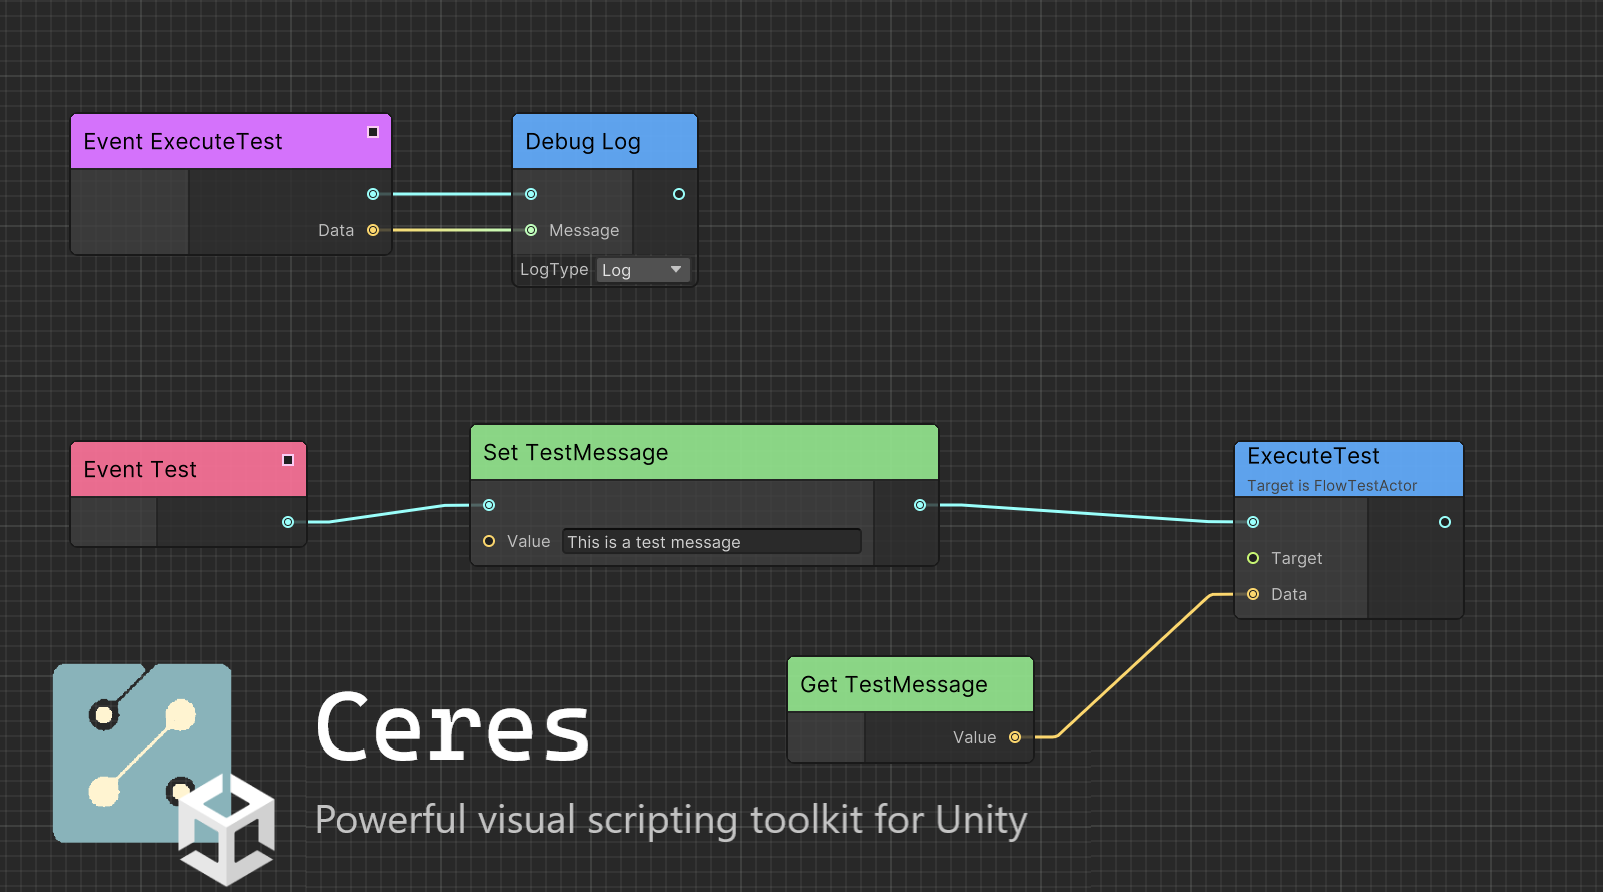 Event ExecuteTest
Data
Debug Log
Message
LogType Log
Event Test
Set TestMessage
Value This is a test message
ExecuteTest
Target is FlowTestActor
Target
Data
Get TestMessage
Value
Ceres
Powerful visual scripting toolkit for Unity